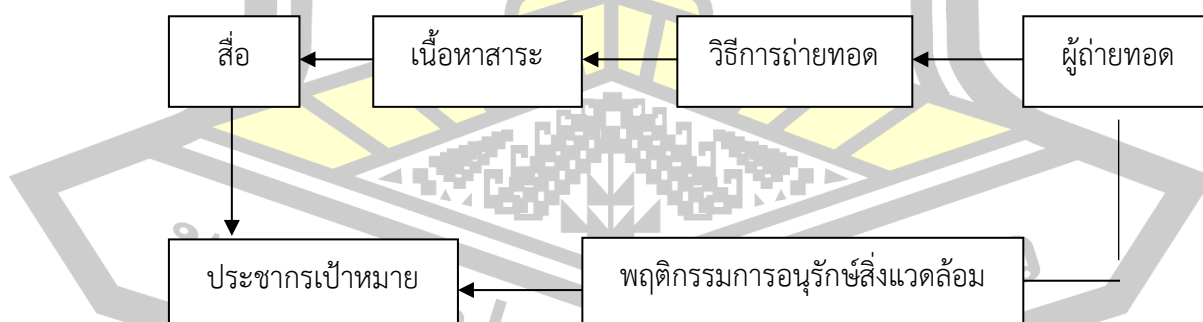 สื่อ
เนื้อหาสาระ
วิธีการถ่ายทอด
ผู้ถ่ายทอด
ประชากรเป้าหมาย
พฤติกรรมการอนุรักษ์สิ่งแวดล้อม